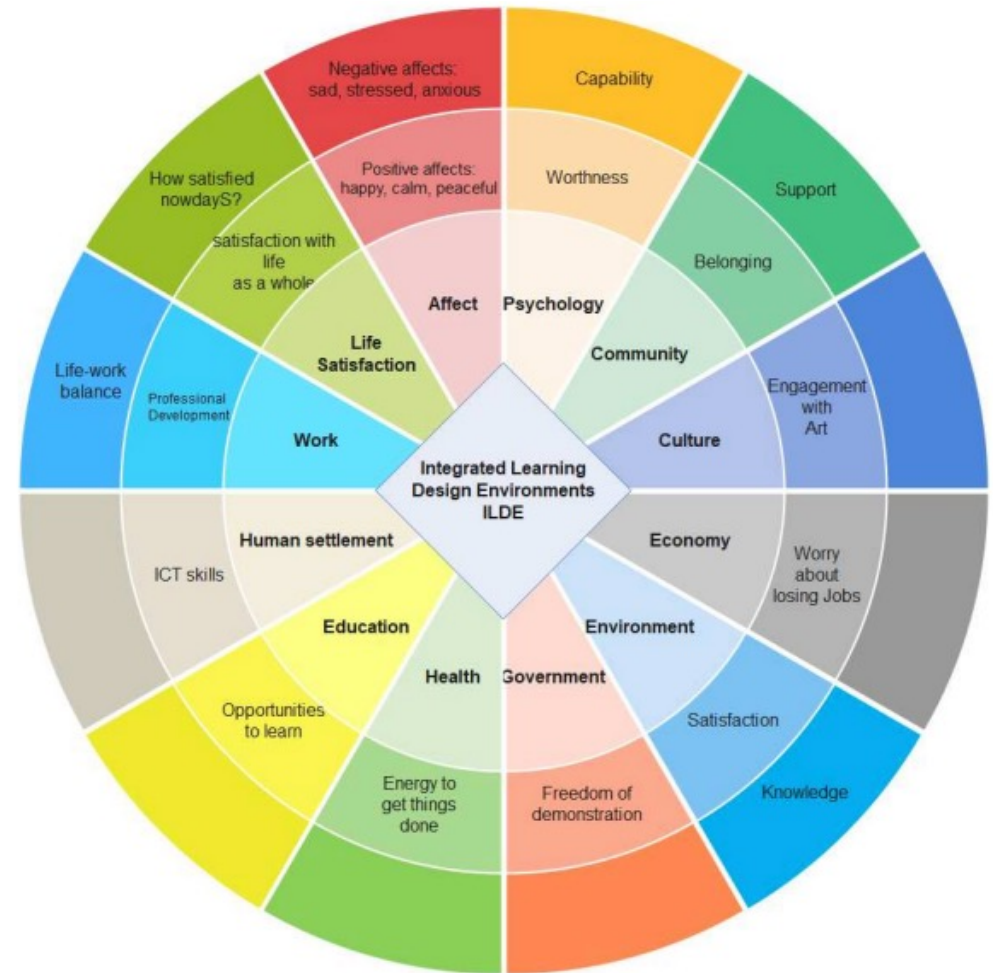 Negative affects:
sad, stressed, anxious
Capability
Positive affects:
happy, calm, peaceful
Worthness
How satisfied
nowdayS?
Support
satisfaction with
life
as a whole
Belonging
Affect
Psychology
Life
Satisfaction
Community
Life-work
balance
Professional
Development
Work
Culture
Engagement
with
Art
Integrated Learning
Design Environments
ILDE
Human settlement
ICT skills
Economy
Worry
about
losing Jobs
Education
Environment
Health
Government
Opportunities
to learn
Satisfaction
Energy to
get things
done
Freedom of
demonstration
Knowledge